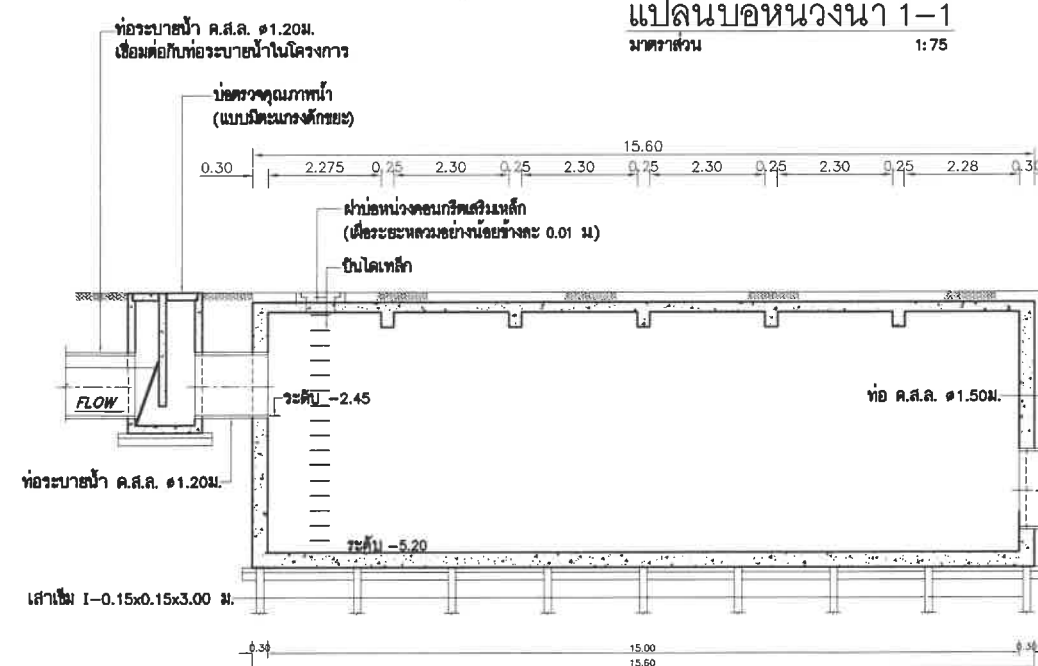 แปลนบ่อหน่วงน้ำ 1-1
มาตราส่วน 1:75
ท่อระบายน้ำ ค.ส.ล. ø1.20ม.
เชื่อมต่อกับท่อระบายน้ำในโครงการ
บ่อตรวจคุณภาพน้ำ
(แบบมีตะแกรงดักขยะ)
15.60
0.30 2.275 0.25 2.30 0.25 2.30 0.25 2.30 0.25 2.30 0.25 2.28 0.30
ฝาบ่อหน่วงคอนกรีตเสริมเหล็ก
(เผื่อระยะหลวมอย่างน้อยข้างละ 0.01 ม)
บันไดเหล็ก
FLOW
ระดับ -2.45
ท่อ ค.ส.ล. ø1.50ม.
ท่อระบายน้ำ ค.ส.ล. ø1.20ม.
ระดับ -5.20
เสาเข็ม I-0.15x0.15x3.00 ม.
0.30 15.00 0.30
15.60